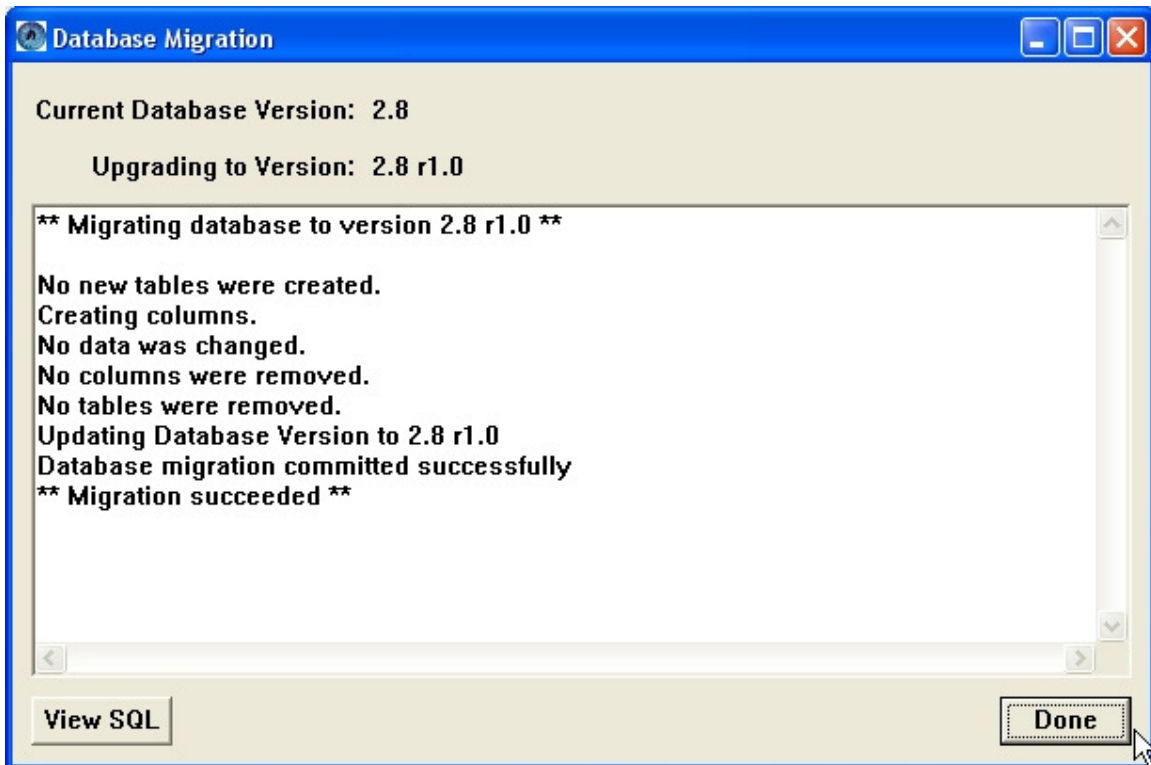 Database Migration
Current Database Version: 2.8
Upgrading to Version: 2.8 r1.0
** Migrating database to version 2.8 r1.0 **
No new tables were created.
Creating columns.
No data was changed.
No columns were removed.
No tables were removed.
Updating Database Version to 2.8 r1.0
Database migration committed successfully
** Migration succeeded **
View SQL
Done